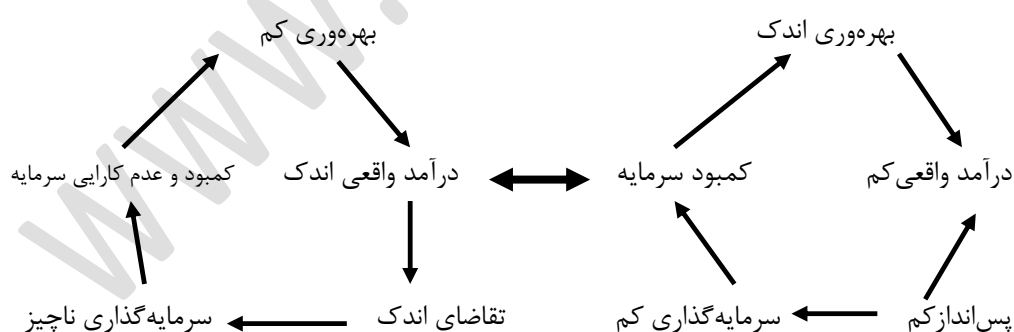 بهره‌وری اندک
بهره‌وری کم
درآمد واقعی کم
کمبود سرمایه
درآمد واقعی اندک
کمبود و عدم کارایی سرمایه
پس‌اندازکم
سرمایه‌گذاری کم
تقاضای اندک
سرمایه‌گذاری ناچیز
www.